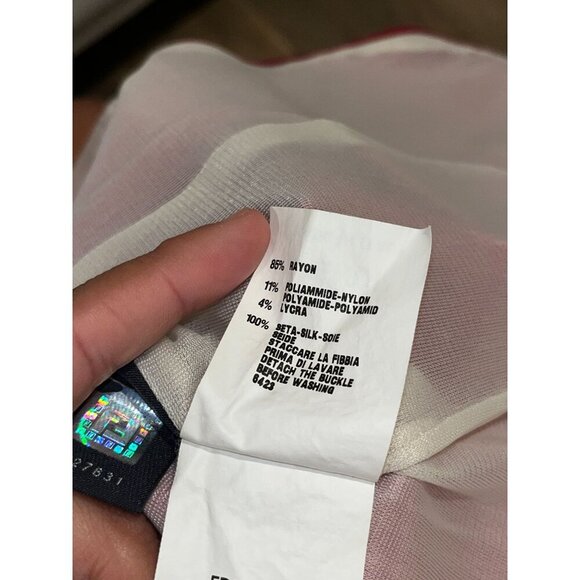 85% RAYON
11% POLIAMMIDE-NYLON
POLYAMIDE-POLYAMID
4% LYCRA
100% SETA-SILK-SOIE
SEIDE
STACCARE LA FIBBIA
PRIMA DI LAVARE
DETACH THE BUCKLE
BEFORE WASHING
6423
27631